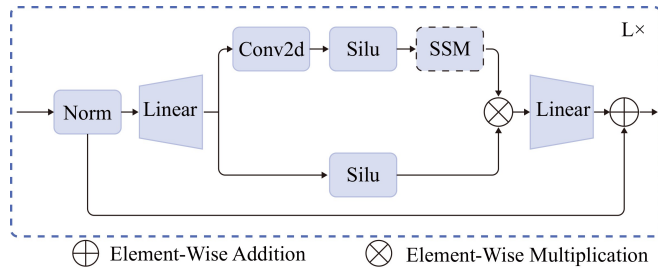 L×
Conv2d
Silu
SSM
Norm
Linear
Linear
Silu
Element-Wise Addition
Element-Wise Multiplication